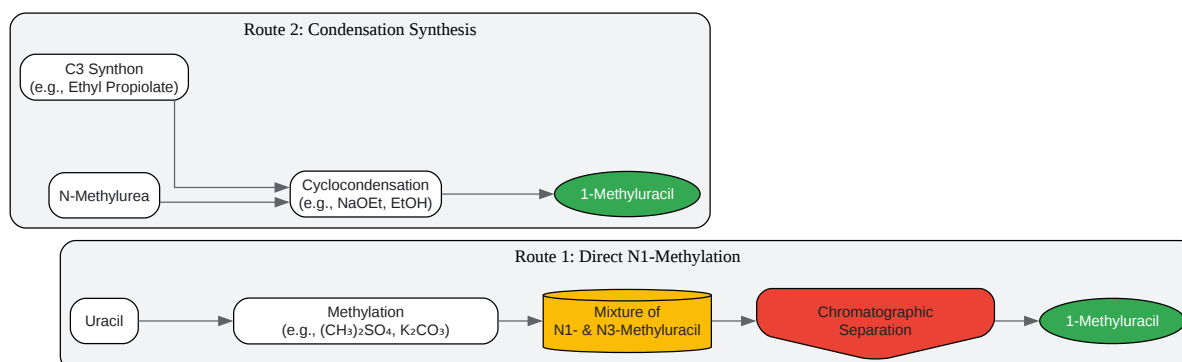 Route 2: Condensation Synthesis
C3 Synthon
(e.g., Ethyl Propiolate)
N-Methylurea
Cyclocondensation
(e.g., NaOEt, EtOH)
1-Methyluracil
Route 1: Direct N1-Methylation
Uracil
Methylation
(e.g., (CH₃)₂SO₄, K₂CO₃)
Mixture of
N1- & N3-Methyluracil
Chromatographic
Separation
1-Methyluracil